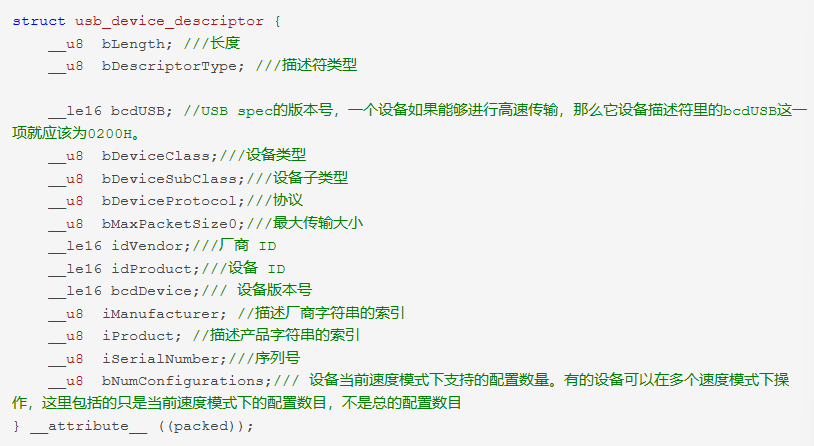 struct usb_device_descriptor {
__u8 bLength; ///长度
__u8 bDescriptorType; ///描述符类型
__le16 bcdUSB; //USB spec的版本号，一个设备如果能够进行高速传输，那么它设备描述符里的bcdUSB这一
项就应该为0200H。
__u8 bDeviceClass;///设备类型
__u8 bDeviceSubClass;///设备子类型
__u8 bDeviceProtocol;///协议
__u8 bMaxPacketSize0;///最大传输大小
__le16 idVendor;///厂商 ID
__le16 idProduct;///设备 ID
__le16 bcdDevice;/// 设备版本号
__u8 iManufacturer; //描述厂商字符串的索引
__u8 iProduct; //描述产品字符串的索引
__u8 iSerialNumber;///序列号
__u8 bNumConfigurations;/// 设备当前速度模式下支持的配置数量。有的设备可以在多个速度模式下操
作，这里包括的只是当前速度模式下的配置数目，不是总的配置数目
} __attribute__ ((packed));